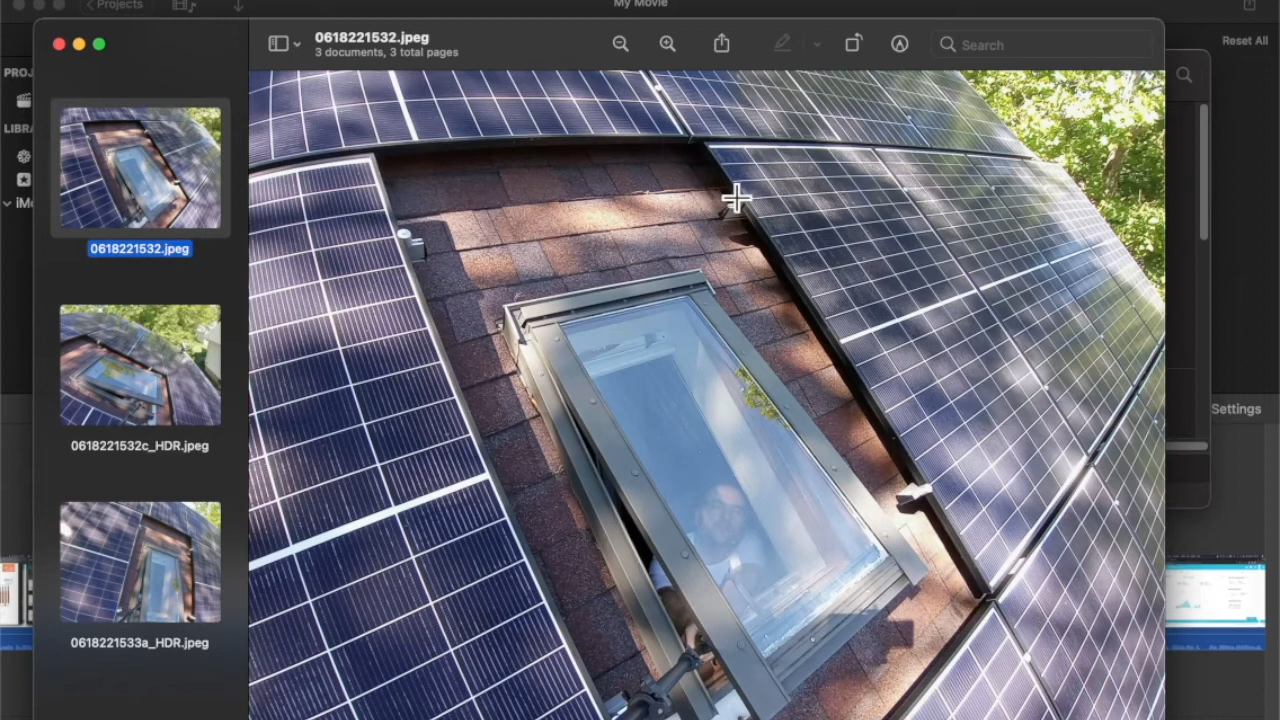 Projects
My Movie
Reset All
0618221532.jpeg
3 documents, 3 total pages
Search
PROJ
LIBRA
iMo
0618221532.jpeg
0618221532c_HDR.jpeg
0618221533a_HDR.jpeg
Settings